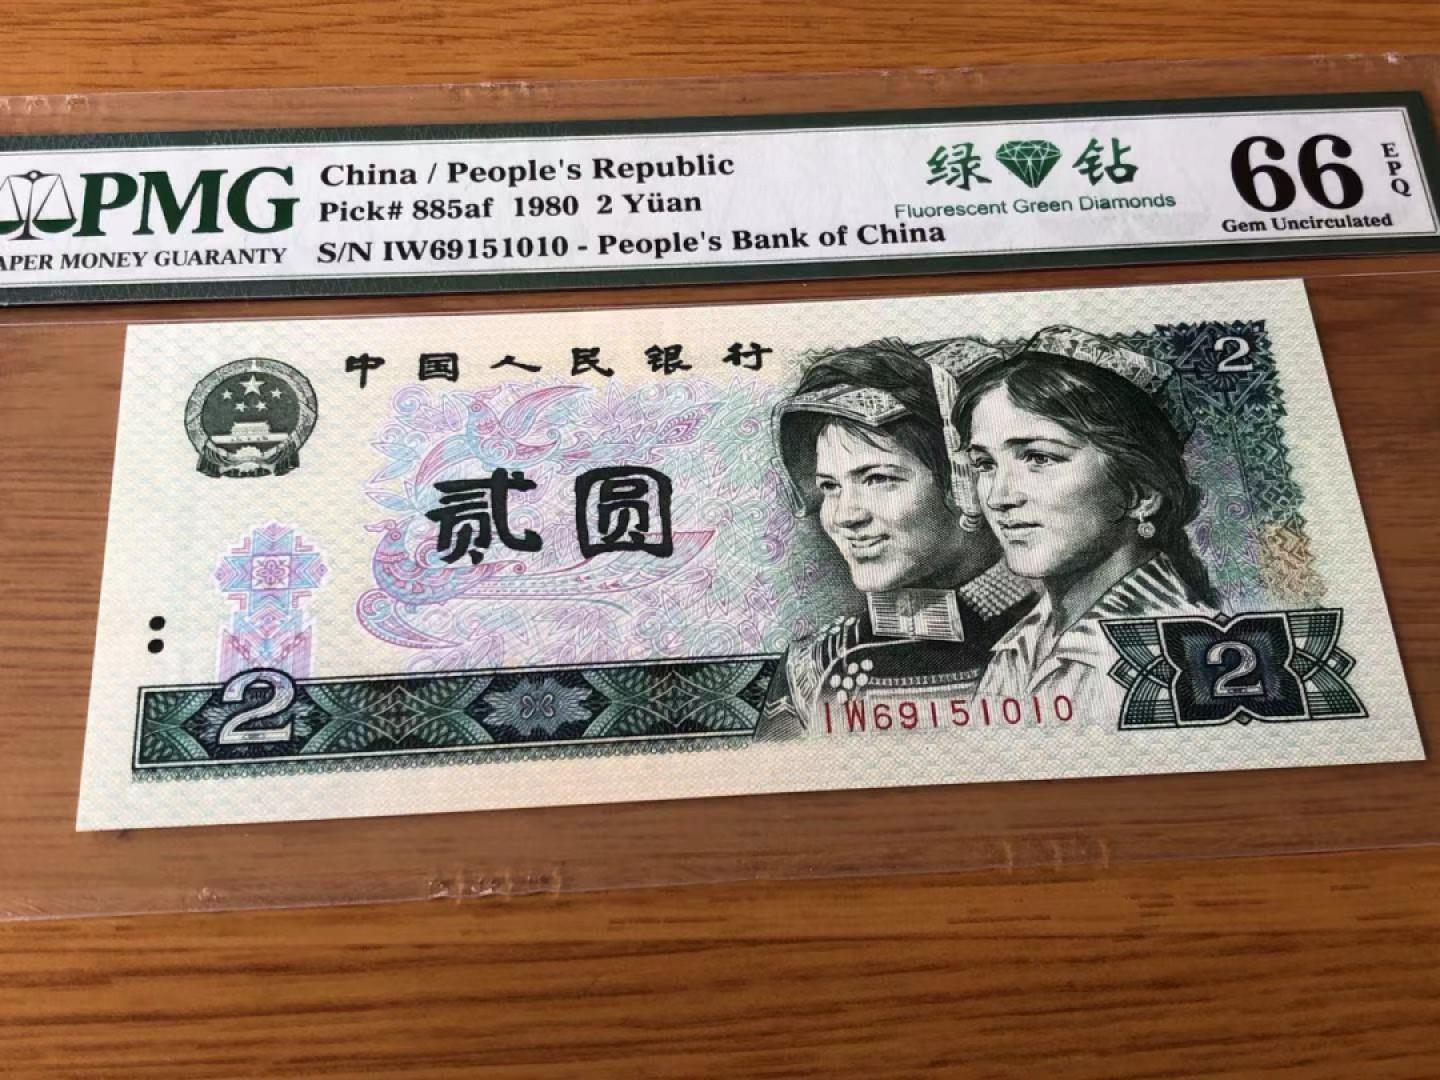 PMG
APER MONEY GUARANTY
China / People's Republic
Pick# 885af 1980 2 Yüan
S/N IW69151010 - People's Bank of China
绿 钻
Fluorescent Green Diamonds
66
EPQ
Gem Uncirculated
中国人民银行
2
贰圆
2
2
IW69151010